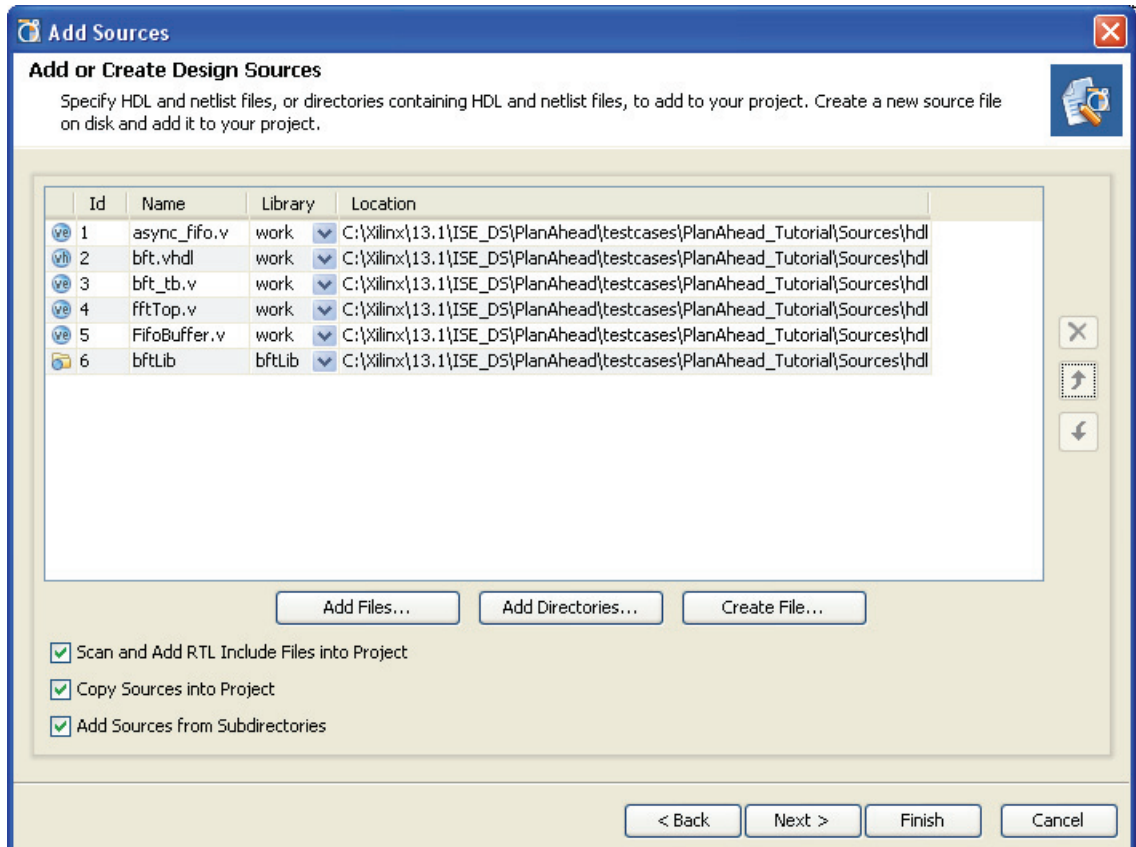 Add Sources
Add or Create Design Sources
Specify HDL and netlist files, or directories containing HDL and netlist files, to add to your project. Create a new source file
on disk and add it to your project.
Id Name Library Location
ve 1 async_fifo.v work C:\Xilinx\13.1\ISE_DS\PlanAhead\testcases\PlanAhead_Tutorial\Sources\hdl
vh 2 bft.vhdl work C:\Xilinx\13.1\ISE_DS\PlanAhead\testcases\PlanAhead_Tutorial\Sources\hdl
ve 3 bft_tb.v work C:\Xilinx\13.1\ISE_DS\PlanAhead\testcases\PlanAhead_Tutorial\Sources\hdl
ve 4 fftTop.v work C:\Xilinx\13.1\ISE_DS\PlanAhead\testcases\PlanAhead_Tutorial\Sources\hdl
ve 5 FifoBuffer.v work C:\Xilinx\13.1\ISE_DS\PlanAhead\testcases\PlanAhead_Tutorial\Sources\hdl
6 bftLib bftLib C:\Xilinx\13.1\ISE_DS\PlanAhead\testcases\PlanAhead_Tutorial\Sources\hdl
Add Files... Add Directories... Create File...
Scan and Add RTL Include Files into Project
Copy Sources into Project
Add Sources from Subdirectories
< Back Next > Finish Cancel